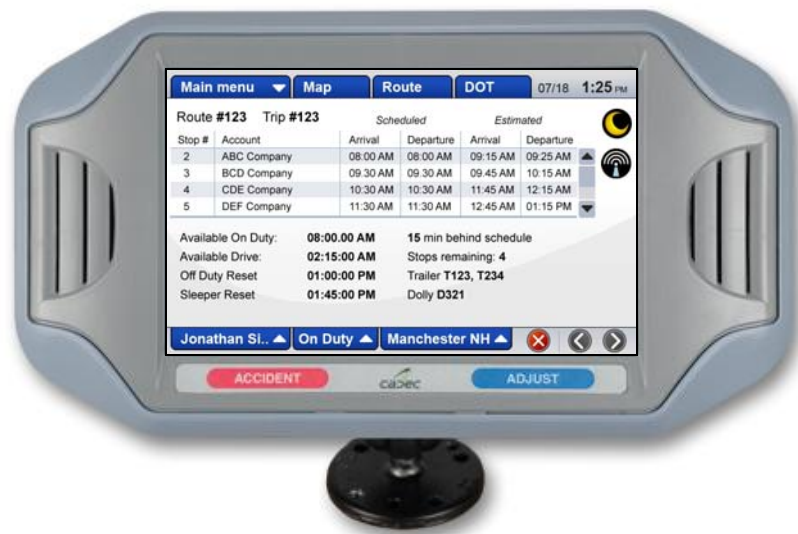 Main menu Map Route DOT 07/18 1:25 PM
Route #123 Trip #123 Scheduled Estimated
Stop # Account Arrival Departure Arrival Departure
2 ABC Company 08:00 AM 08:00 AM 09:15 AM 09:25 AM
3 BCD Company 09.30 AM 09.30 AM 09.45 AM 10:15 AM
4 CDE Company 10:30 AM 10:30 AM 11:45 AM 12:15 AM
5 DEF Company 11:30 AM 11:30 AM 12:45 AM 01:15 PM
Available On Duty: 08:00.00 AM 15 min behind schedule
Available Drive: 02:15:00 AM Stops remaining: 4
Off Duty Reset 01:00:00 PM Trailer T123, T234
Sleeper Reset 01:45:00 PM Dolly D321
Jonathan Si.. On Duty Manchester NH
ACCIDENT cadec ADJUST